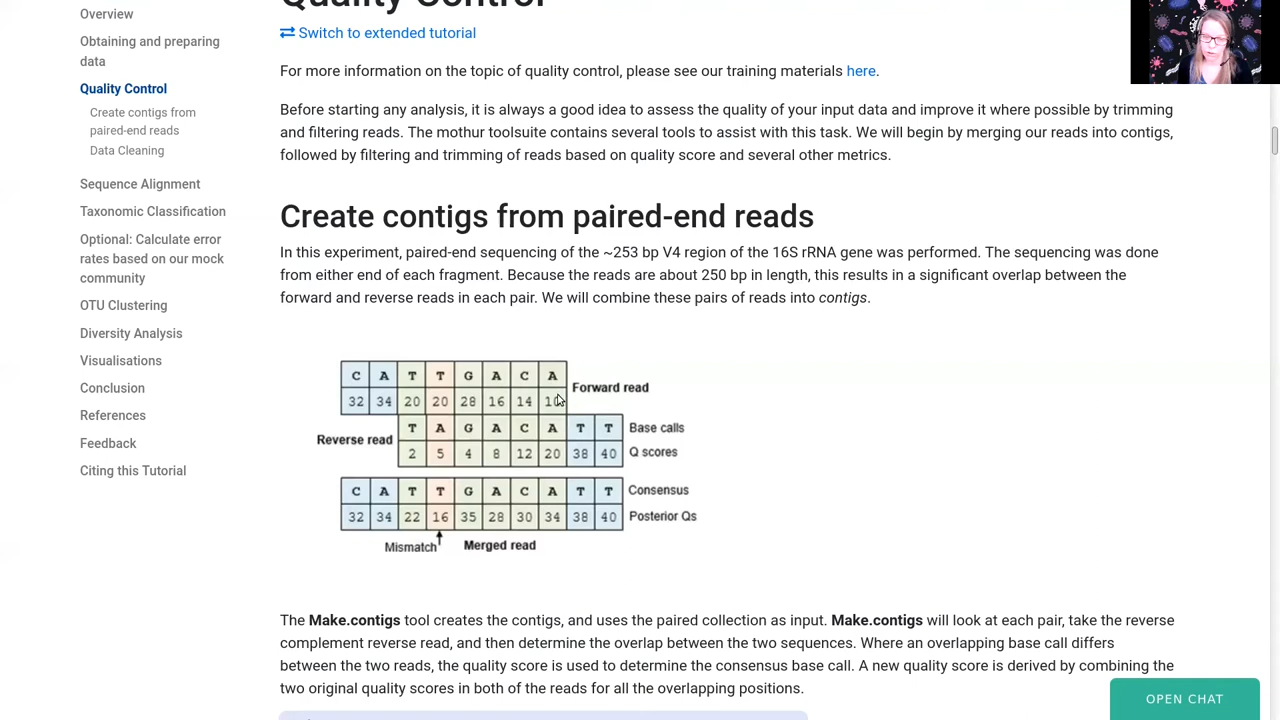 Overview
Obtaining and preparing
data
Quality Control
Create contigs from
paired-end reads
Data Cleaning
Sequence Alignment
Taxonomic Classification
Optional: Calculate error
rates based on our mock
community
OTU Clustering
Diversity Analysis
Visualisations
Conclusion
References
Feedback
Citing this Tutorial
Quality Control
Switch to extended tutorial
For more information on the topic of quality control, please see our training materials here.
Before starting any analysis, it is always a good idea to assess the quality of your input data and improve it where possible by trimming
and filtering reads. The mothur toolsuite contains several tools to assist with this task. We will begin by merging our reads into contigs,
followed by filtering and trimming of reads based on quality score and several other metrics.
Create contigs from paired-end reads
In this experiment, paired-end sequencing of the ~253 bp V4 region of the 16S rRNA gene was performed. The sequencing was done
from either end of each fragment. Because the reads are about 250 bp in length, this results in a significant overlap between the
forward and reverse reads in each pair. We will combine these pairs of reads into contigs.
C A T T G A C A
Forward read
32 34 20 20 28 16 14 10
T A G A C A T T Base calls
Reverse read
2 5 4 8 12 20 38 40 Q scores
C A T T G A C A T T Consensus
32 34 22 16 35 28 30 34 38 40 Posterior Qs
Mismatch Merged read
The Make.contigs tool creates the contigs, and uses the paired collection as input. Make.contigs will look at each pair, take the reverse
complement reverse read, and then determine the overlap between the two sequences. Where an overlapping base call differs
between the two reads, the quality score is used to determine the consensus base call. A new quality score is derived by combining the
two original quality scores in both of the reads for all the overlapping positions.
OPEN CHAT